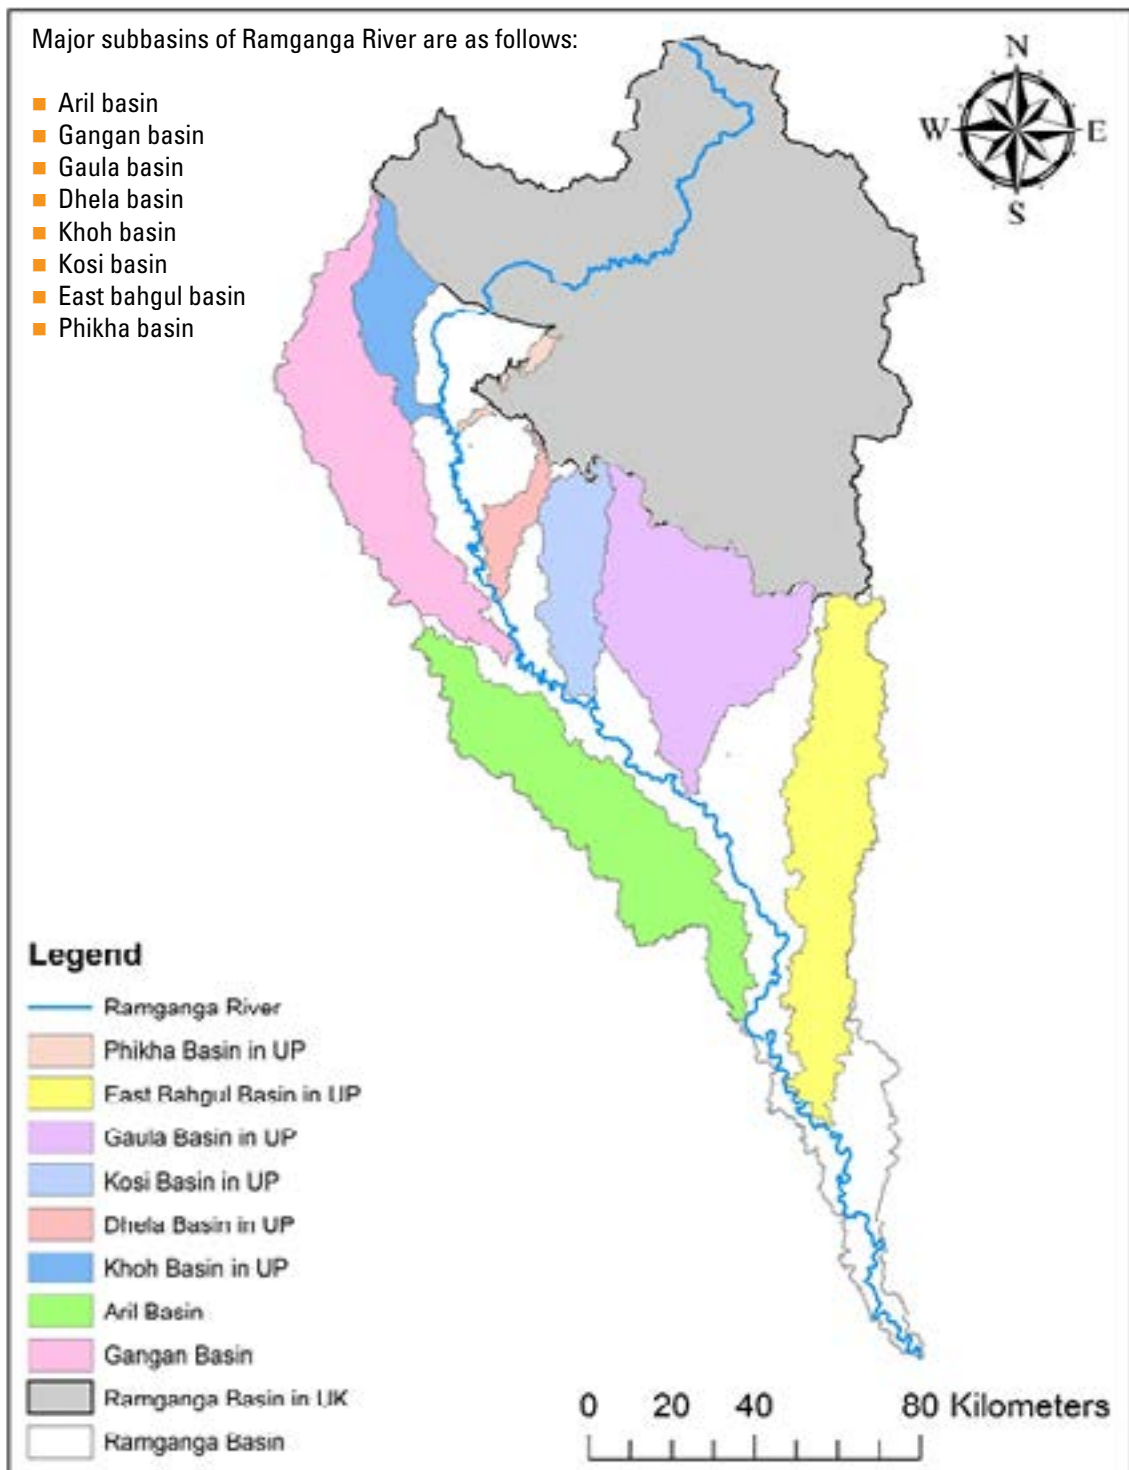 Major subbasins of Ramganga River are as follows:
Aril basin
Gangan basin
Gaula basin
Dhela basin
Khoh basin
Kosi basin
East bahgul basin
Phikha basin
N
W E
S
Legend
Ramganga River
Phikha Basin in UP
East Bahgul Basin in UP
Gaula Basin in UP
Kosi Basin in UP
Dhela Basin in UP
Khoh Basin in UP
Aril Basin
Gangan Basin
Ramganga Basin in UK
Ramganga Basin
0 20 40 80 Kilometers